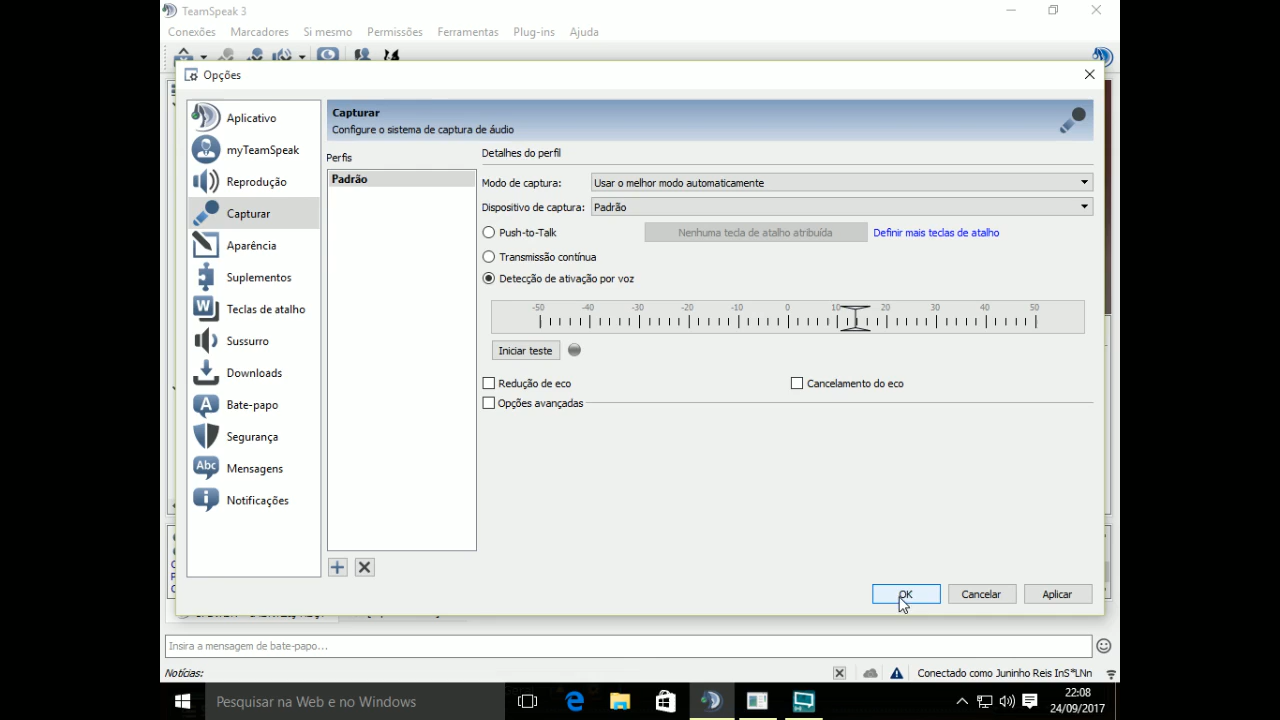 TeamSpeak 3
Conexões Marcadores Si mesmo Permissões Ferramentas Plug-ins Ajuda
Opções
Aplicativo
myTeamSpeak
Reprodução
Capturar
Aparência
Suplementos
W
Teclas de atalho
Sussurro
Downloads
A
Bate-papo
Segurança
Abc
Mensagens
Notificações
Capturar
Configure o sistema de captura de áudio
Perfis
Padrão
Detalhes do perfil
Modo de captura: Usar o melhor modo automaticamente
Dispositivo de captura: Padrão
Push-to-Talk Nenhuma tecla de atalho atribuída Definir mais teclas de atalho
Transmissão contínua
Detecção de ativação por voz
-50 -40 -30 -20 -10 0 10 20 30 40 50
Iniciar teste
Redução de eco Cancelamento do eco
Opções avançadas
OK Cancelar Aplicar
Insira a mensagem de bate-papo...
Notícias: Conectado como Juninho Reis InS*LNn
Pesquisar na Web e no Windows
22:08
24/09/2017